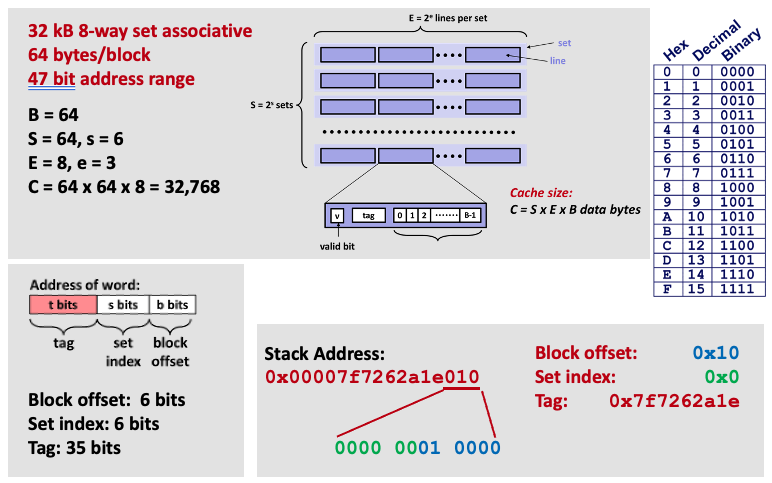 32 kB 8-way set associative
64 bytes/block
47 bit address range
B = 64
S = 64, s = 6
E = 8, e = 3
C = 64 x 64 x 8 = 32,768
E = 2ᵉ lines per set
set
line
S = 2ˢ sets
Cache size:
C = S x E x B data bytes
v tag 0 1 2 ······· B-1
valid bit
Hex Decimal Binary
0 0 0000
1 1 0001
2 2 0010
3 3 0011
4 4 0100
5 5 0101
6 6 0110
7 7 0111
8 8 1000
9 9 1001
A 10 1010
B 11 1011
C 12 1100
D 13 1101
E 14 1110
F 15 1111
Address of word:
t bits s bits b bits
tag set index block offset
Block offset: 6 bits
Set index: 6 bits
Tag: 35 bits
Stack Address:
0x00007f7262a1e010
0000 0001 0000
Block offset: 0x10
Set index: 0x0
Tag: 0x7f7262a1e